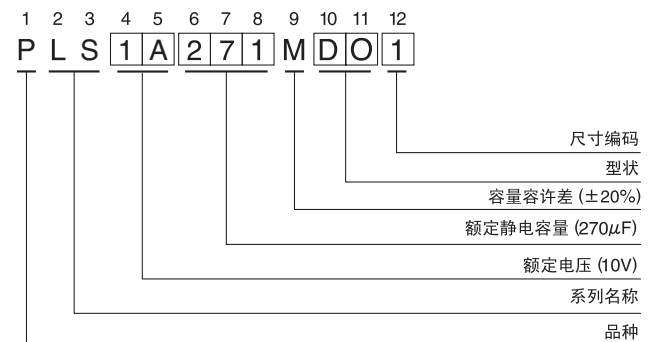 1 2 3 4 5 6 7 8 9 10 11 12
P L S 1 A 2 7 1 M D O 1
尺寸编码
型状
容量容许差 (±20%)
额定静电容量 (270μF)
额定电压 (10V)
系列名称
品种